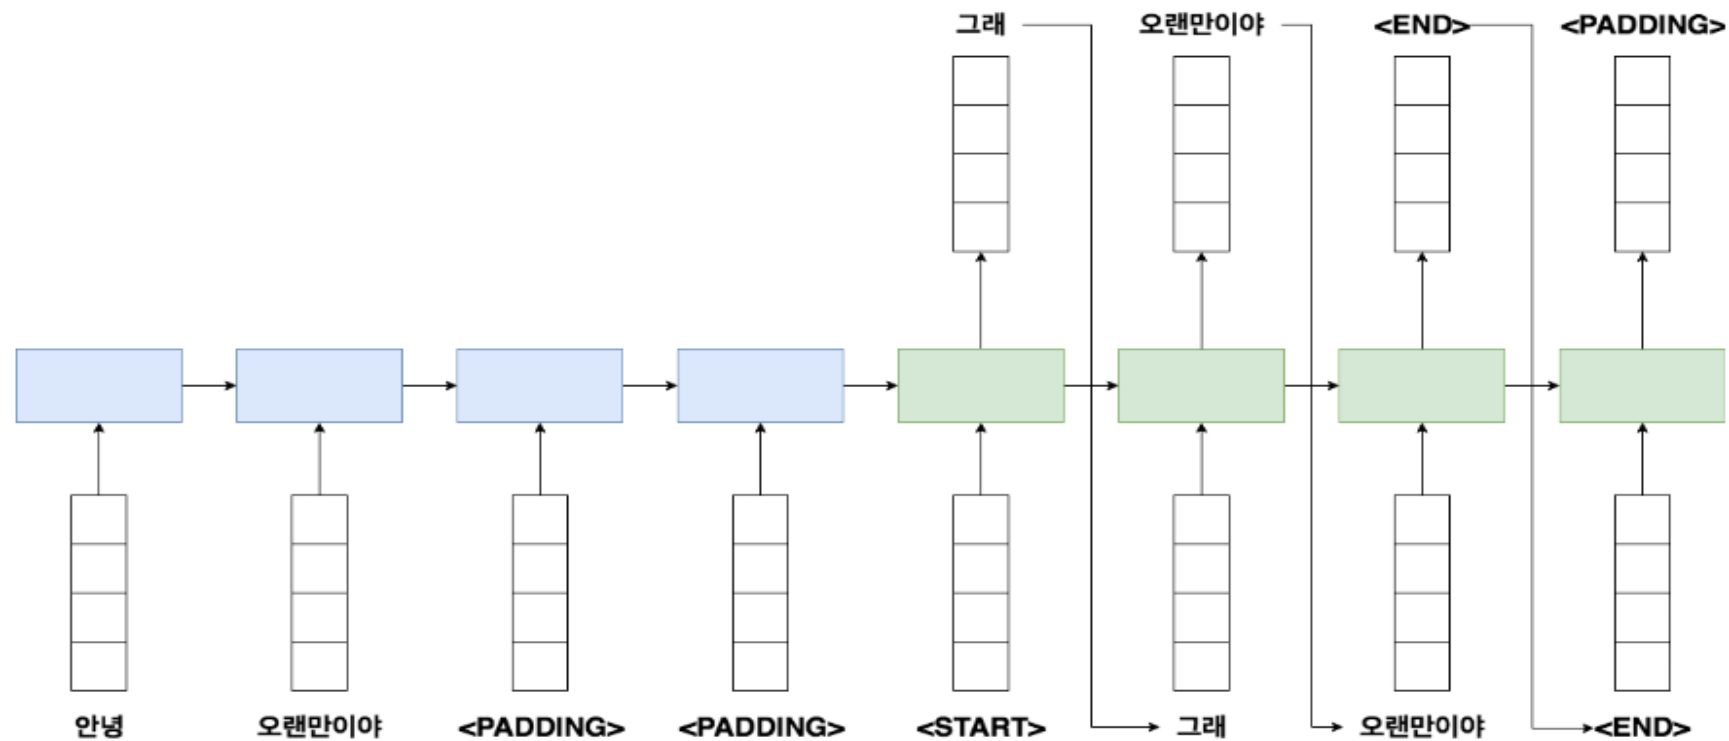 그래 오랜만이야 <END> <PADDING>
안녕 오랜만이야 <PADDING> <PADDING> <START> 그래 오랜만이야 <END>